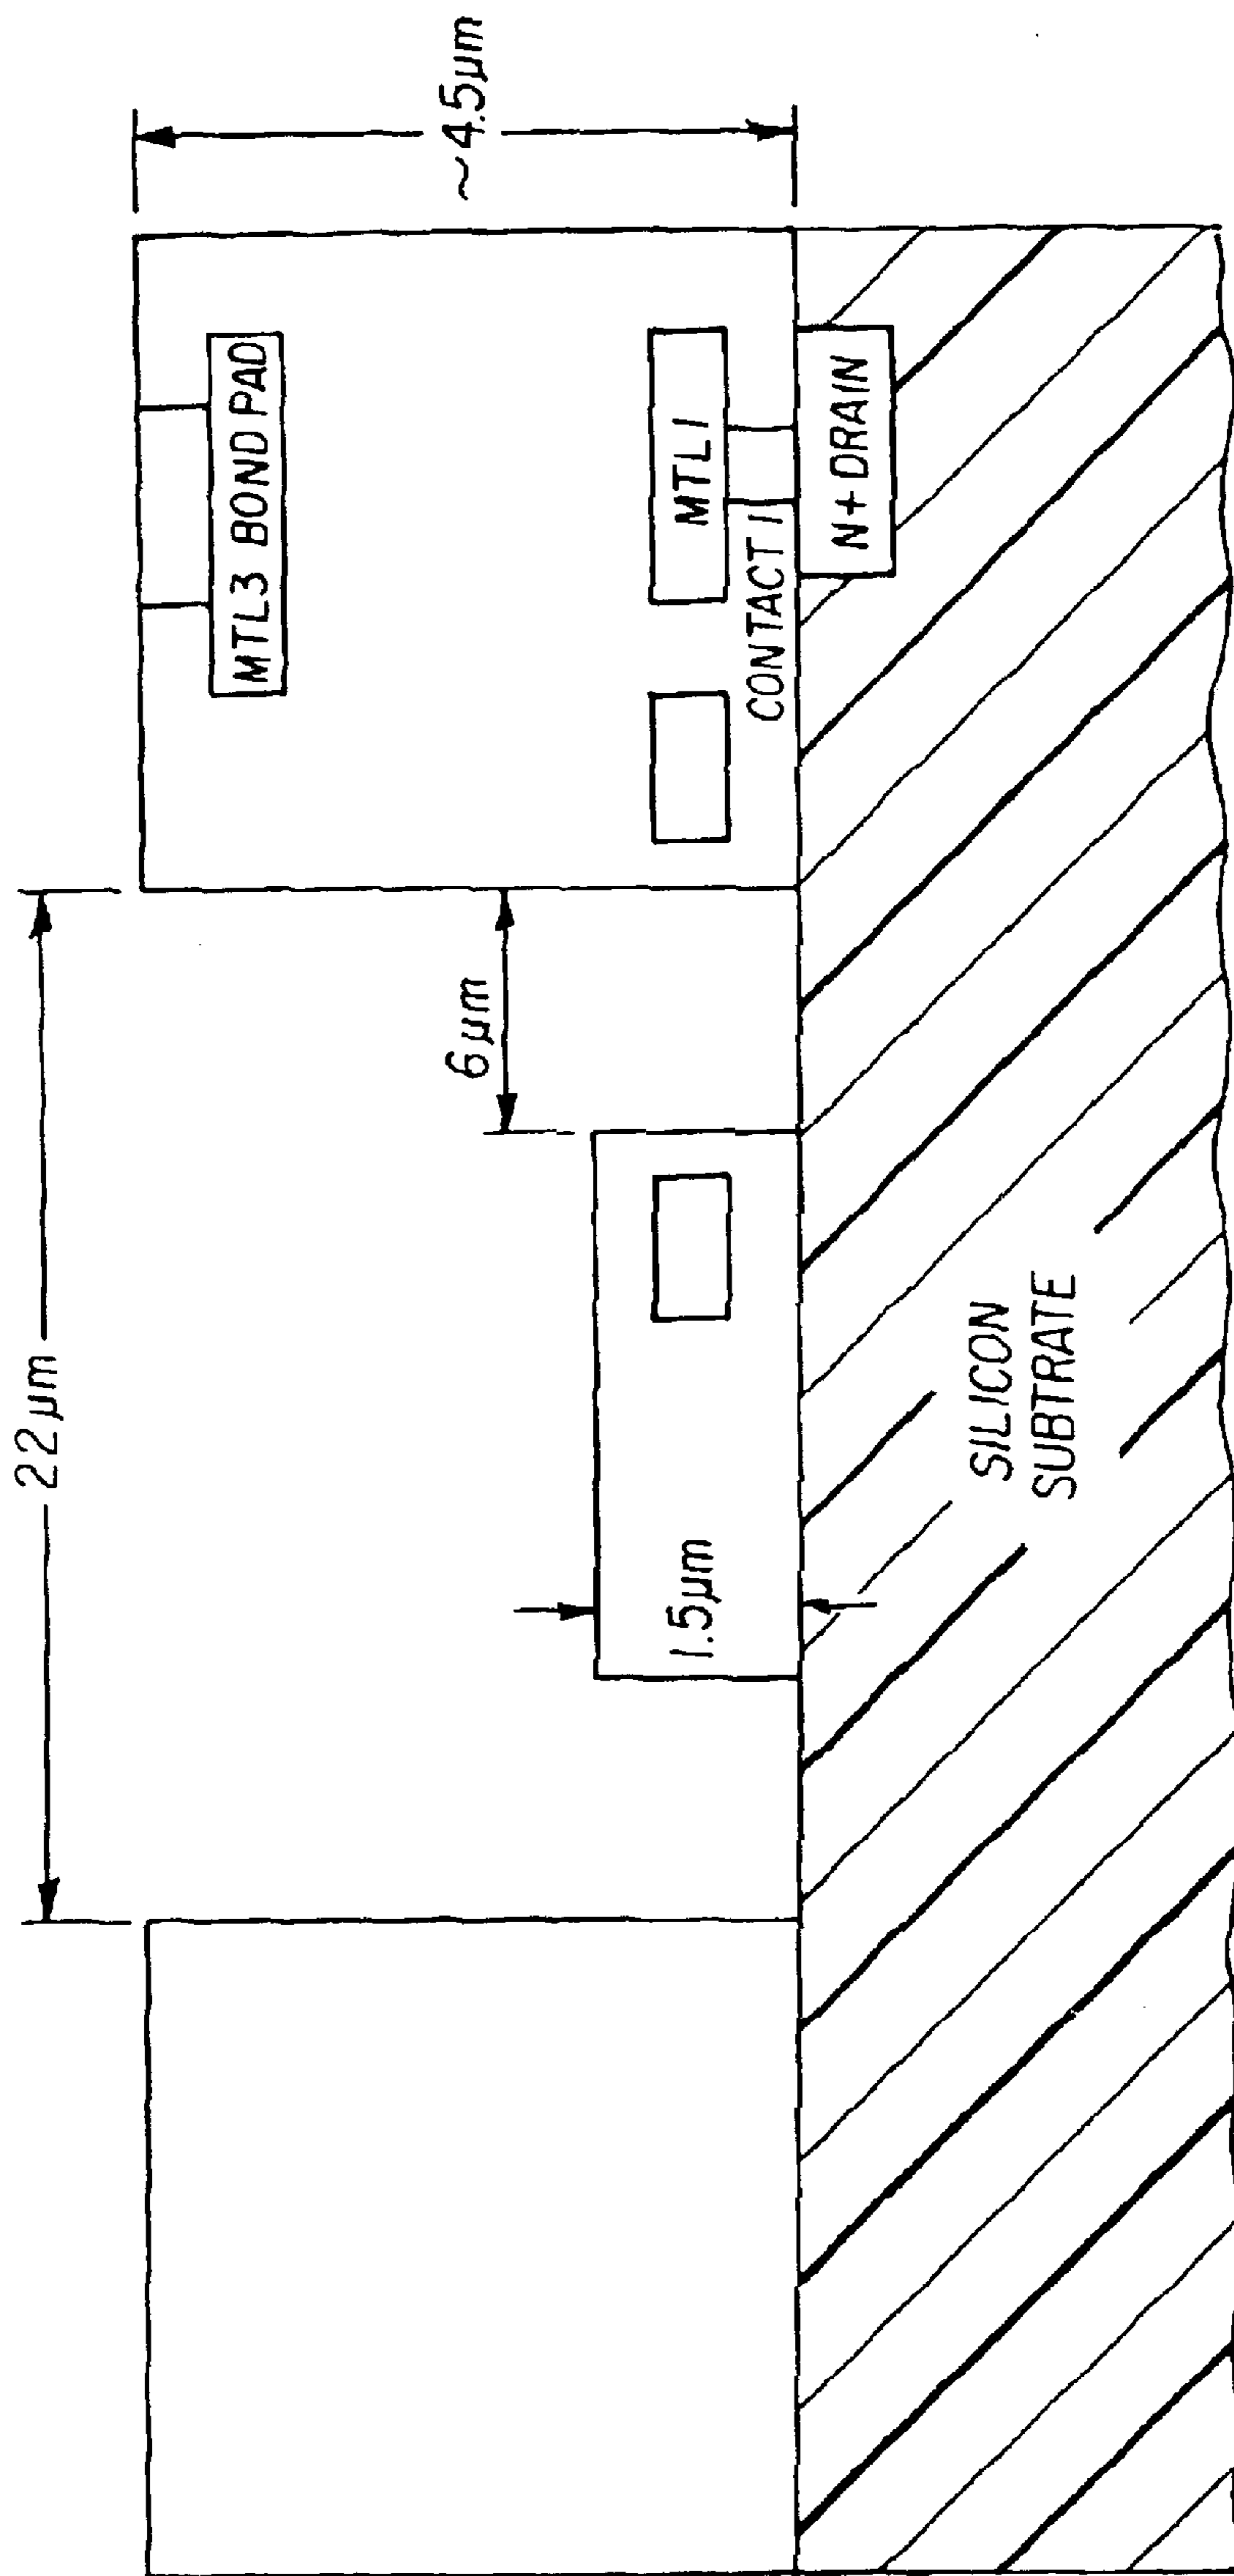 22µm
6µm
~4.5µm
MTL3 BOND PAD
MTL1
CONTACT 1
N+DRAIN
1.5µm
SILICON
SUBTRATE